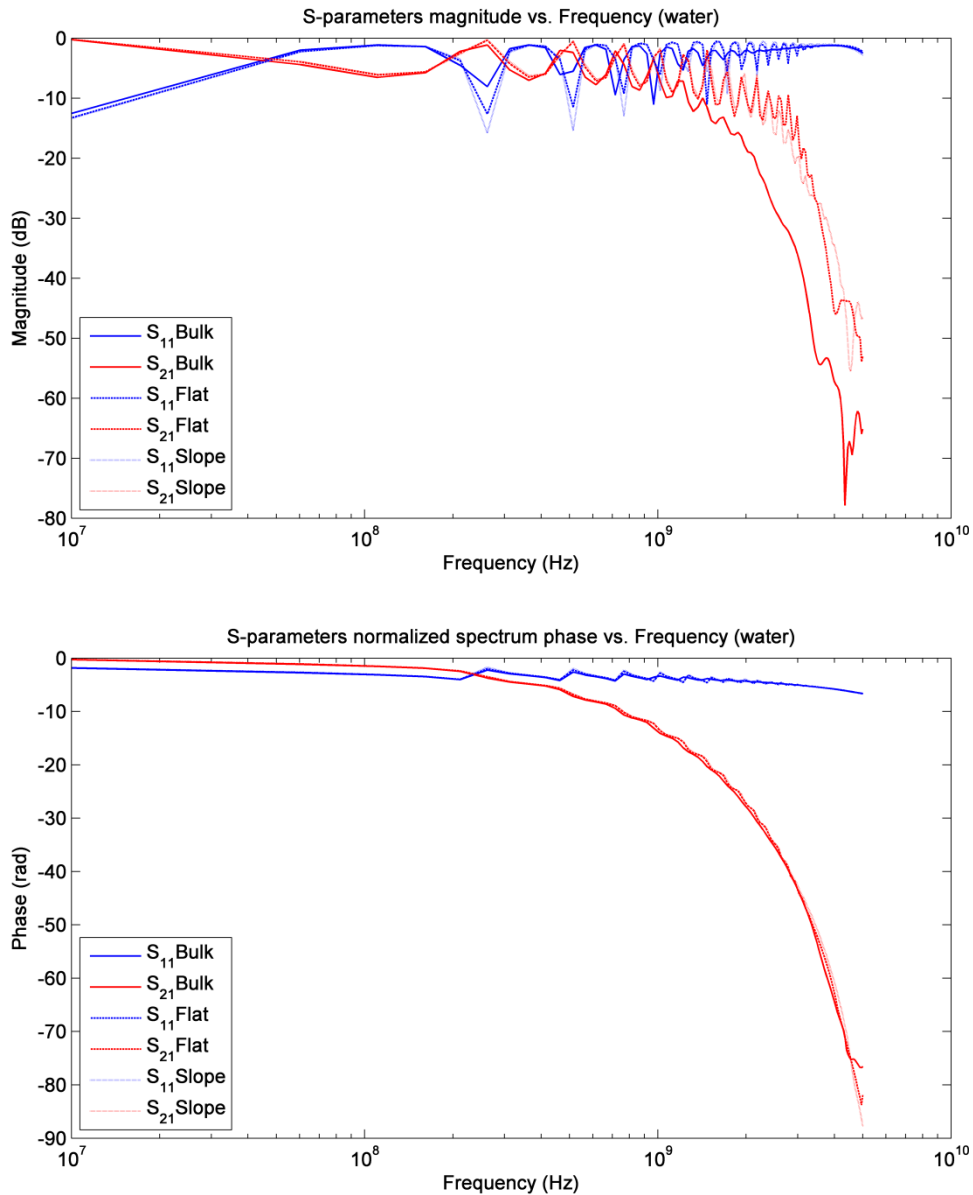 S-parameters magnitude vs. Frequency (water)
0
-10
-20
-30
-40
-50
-60
-70
-80
Magnitude (dB)
S11Bulk
S21Bulk
S11Flat
S21Flat
S11Slope
S21Slope
10^7
10^8
10^9
10^10
Frequency (Hz)
S-parameters normalized spectrum phase vs. Frequency (water)
0
-10
-20
-30
-40
-50
-60
-70
-80
-90
Phase (rad)
S11Bulk
S21Bulk
S11Flat
S21Flat
S11Slope
S21Slope
10^7
10^8
10^9
10^10
Frequency (Hz)